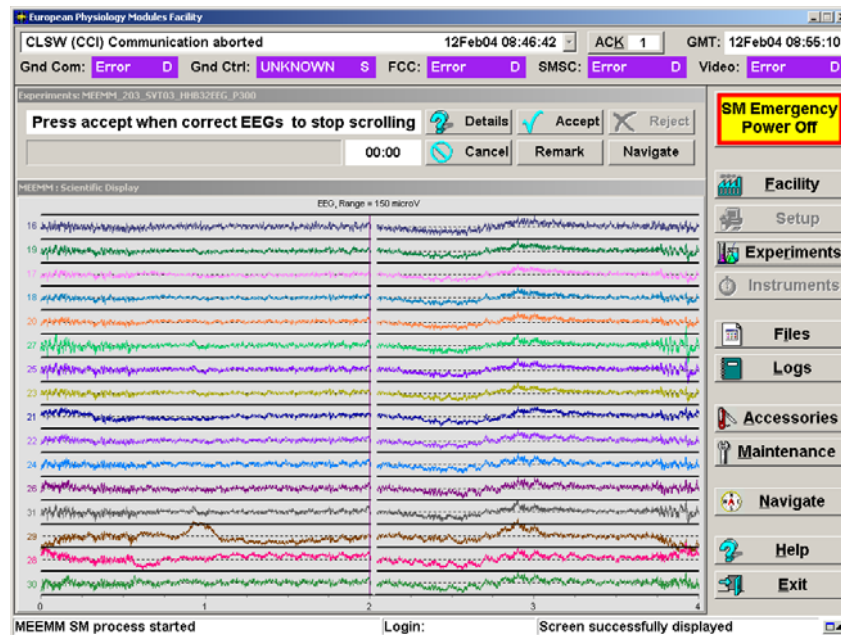 European Physiology Modules Facility
CLSW (CCI) Communication aborted 12Feb04 08:46:42 ACK 1 GMT: 12Feb04 08:55:10
Gnd Com: Error D Gnd Ctrl: UNKNOWN S FCC: Error D SMSC: Error D Video: Error D
Experiments: MEEMM_203_SVT03_HHB32EEG_P300
Press accept when correct EEGs to stop scrolling Details Accept Reject
00:00 Cancel Remark Navigate
SM Emergency
Power Off
MEEMM : Scientific Display
EEG, Range = 150 microV
16
19
17
18
20
27
25
23
21
22
24
26
31
29
28
30
0 1 2 3 4
Facility
Setup
Experiments
Instruments
Files
Logs
Accessories
Maintenance
Navigate
Help
Exit
MEEMM SM process started Login: Screen successfully displayed